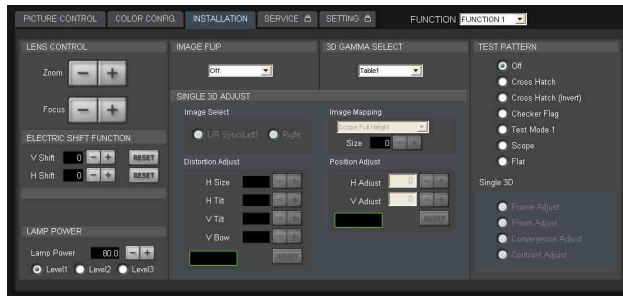 PICTURE CONTROL COLOR CONFIG. INSTALLATION SERVICE SETTING FUNCTION FUNCTION 1
LENS CONTROL
Zoom - +
Focus - +
ELECTRIC SHIFT FUNCTION
V Shift 0 - + RESET
H Shift 0 - + RESET
LAMP POWER
Lamp Power 80.0 - +
Level1 Level2 Level3
IMAGE FLIP
Off
3D GAMMA SELECT
Table1
SINGLE 3D ADJUST
Image Select
L/R Sync(Left) Right
Image Mapping
Scope Full Height
Size 0 - +
Distortion Adjust
H Size - +
H Tilt - +
V Tilt - +
V Bow - +
RESET
Position Adjust
H Adjust 0 - +
V Adjust 0 - +
RESET
TEST PATTERN
Off
Cross Hatch
Cross Hatch (Invert)
Checker Flag
Test Mode 1
Scope
Flat
Single 3D
Frame Adjust
Prism Adjust
Convergence Adjust
Contrast Adjust